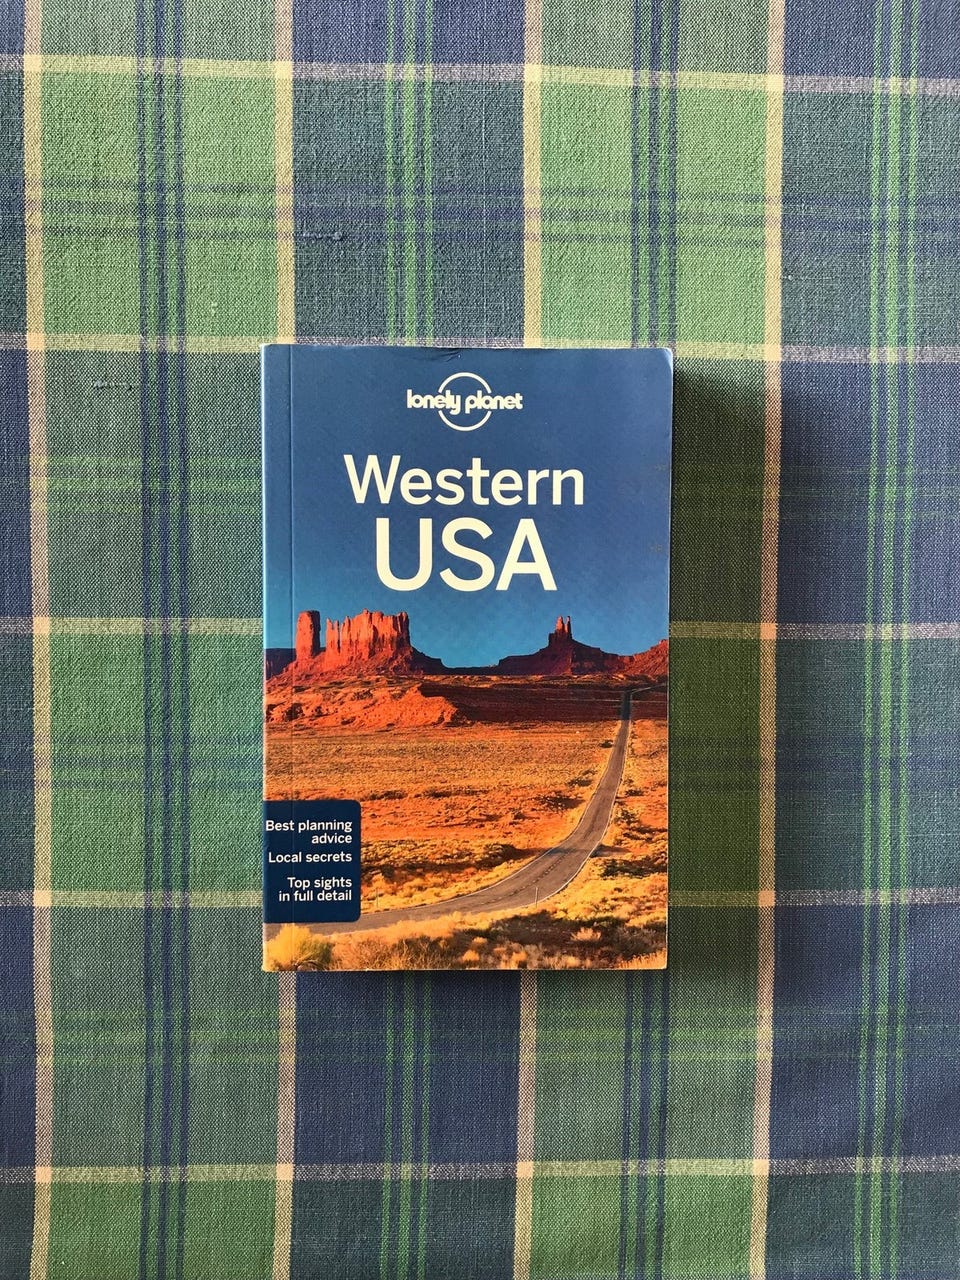 lonely planet
Western
USA
Best planning
advice
Local secrets
Top sights
in full detail